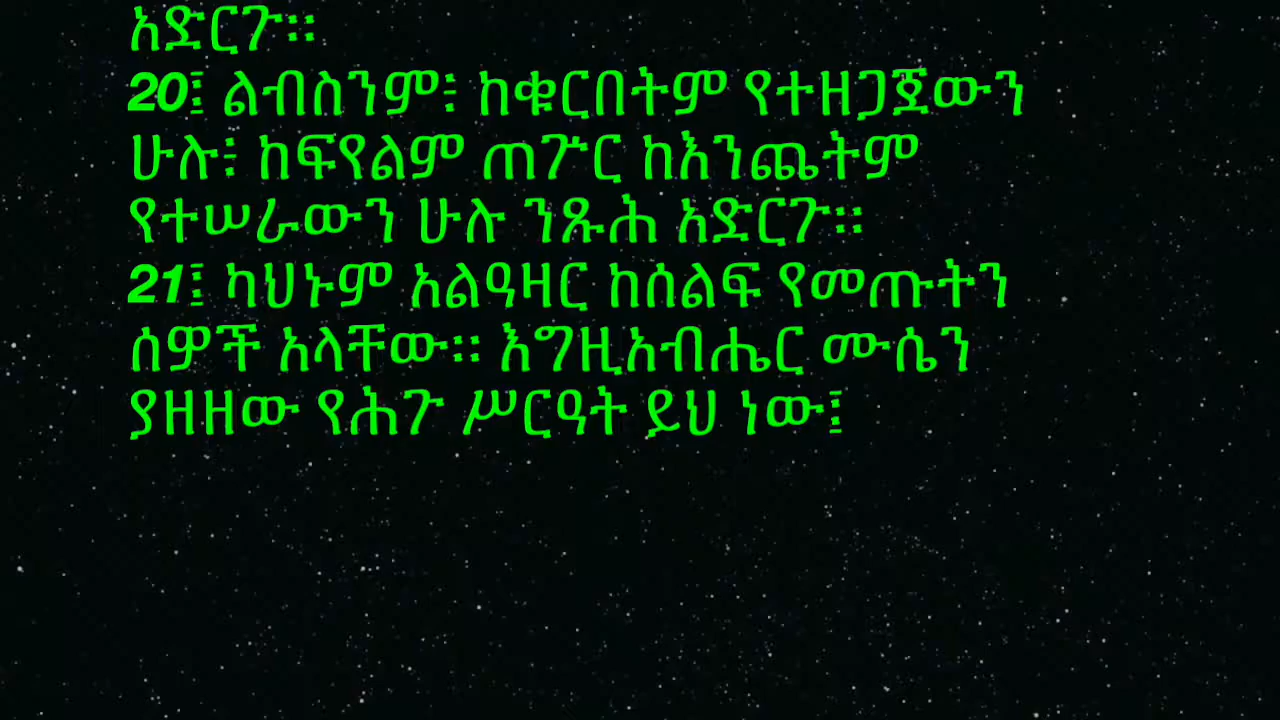 አድርጉ።
20፤ ልብስንም፥ ከቁርበትም የተዘጋጀውን
ሁሉ፥ ከፍየልም ጠጕር ከእንጨትም
የተሠራውን ሁሉ ንጹሕ አድርጉ።
21፤ ካህኑም አልዓዛር ከሰልፍ የመጡትን
ሰዎች አላቸው። እግዚአብሔር ሙሴን
ያዘዘው የሕጉ ሥርዓት ይህ ነው፤